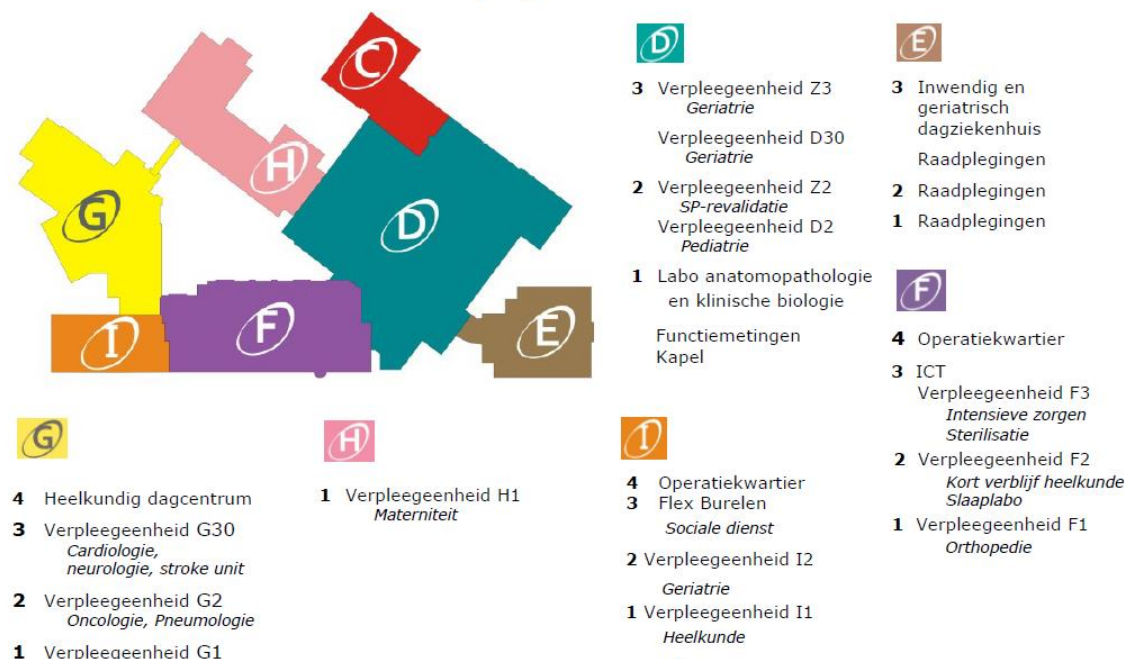 C
H
G
D
F
I
E
D
3 Verpleegeenheid Z3
Geriatrie
Verpleegeenheid D30
Geriatrie
2 Verpleegeenheid Z2
SP-revalidatie
Verpleegeenheid D2
Pediatrie
1 Labo anatomopathologie
en klinische biologie
Functiemetingen
Kapel
E
3 Inwendig en
geriatrisch
dagziekenhuis
Raadplegingen
2 Raadplegingen
1 Raadplegingen
F
4 Operatiekwartier
3 ICT
Verpleegeenheid F3
Intensieve zorgen
Sterilisatie
2 Verpleegeenheid F2
Kort verblijf heelkunde
Slaaplabo
1 Verpleegeenheid F1
Orthopedie
G
4 Heelkundig dagcentrum
3 Verpleegeenheid G30
Cardiologie,
neurologie, stroke unit
2 Verpleegeenheid G2
Oncologie, Pneumologie
1 Verpleegeenheid G1
H
1 Verpleegeenheid H1
Materniteit
I
4 Operatiekwartier
3 Flex Burelen
Sociale dienst
2 Verpleegeenheid I2
Geriatrie
1 Verpleegeenheid I1
Heelkunde